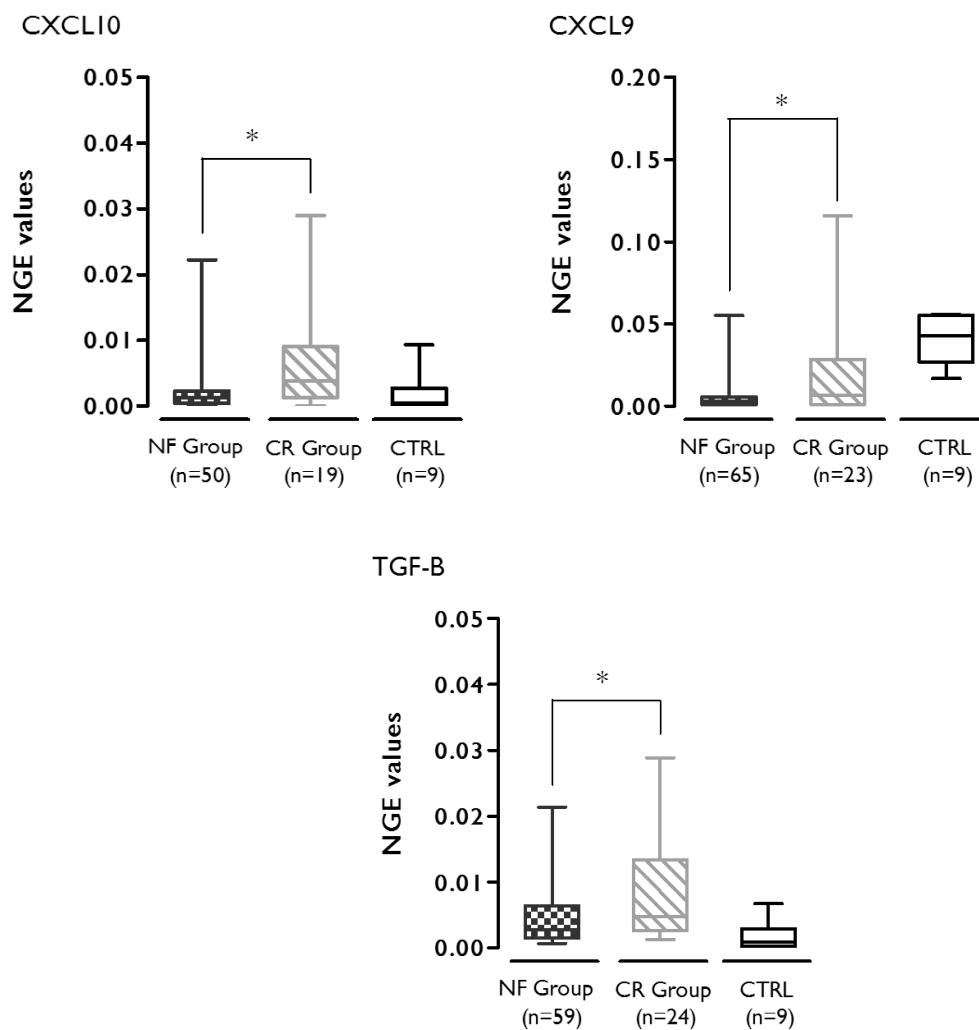 CXCL10
NGE values
0.05
0.04
0.03
0.02
0.01
0.00
*
NF Group
(n=50)
CR Group
(n=19)
CTRL
(n=9)
CXCL9
NGE values
0.20
0.15
0.10
0.05
0.00
*
NF Group
(n=65)
CR Group
(n=23)
CTRL
(n=9)
TGF-B
NGE values
0.05
0.04
0.03
0.02
0.01
0.00
*
NF Group
(n=59)
CR Group
(n=24)
CTRL
(n=9)